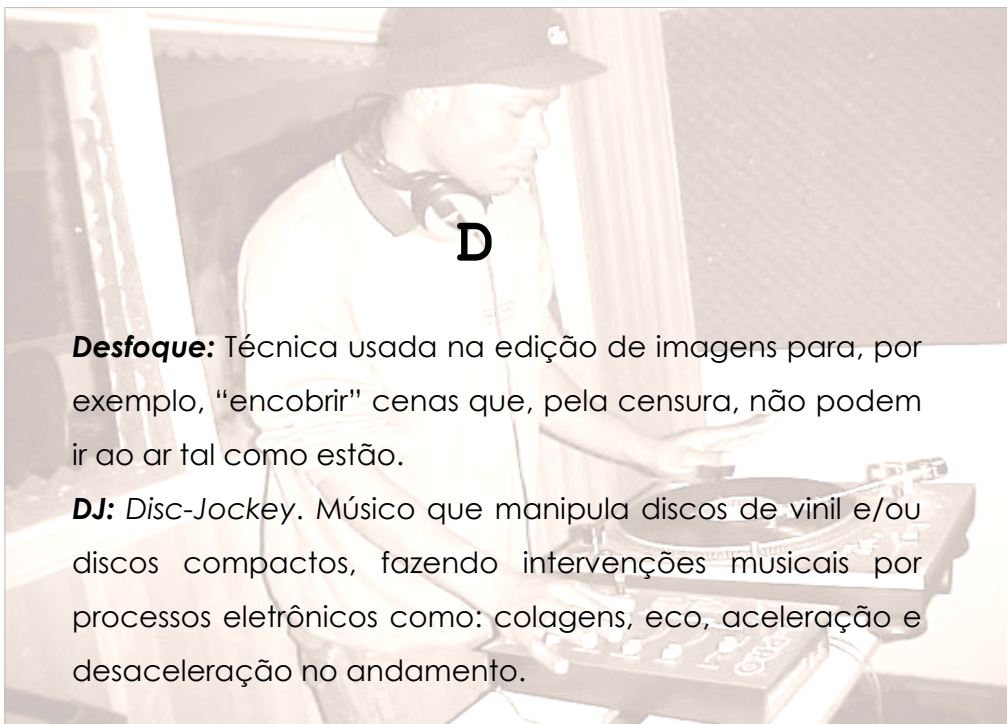 D
Desfoque: Técnica usada na edição de imagens para, por
exemplo, “encobrir” cenas que, pela censura, não podem
ir ao ar tal como estão.
DJ: Disc-Jockey. Músico que manipula discos de vinil e/ou
discos compactos, fazendo intervenções musicais por
processos eletrônicos como: colagens, eco, aceleração e
desaceleração no andamento.